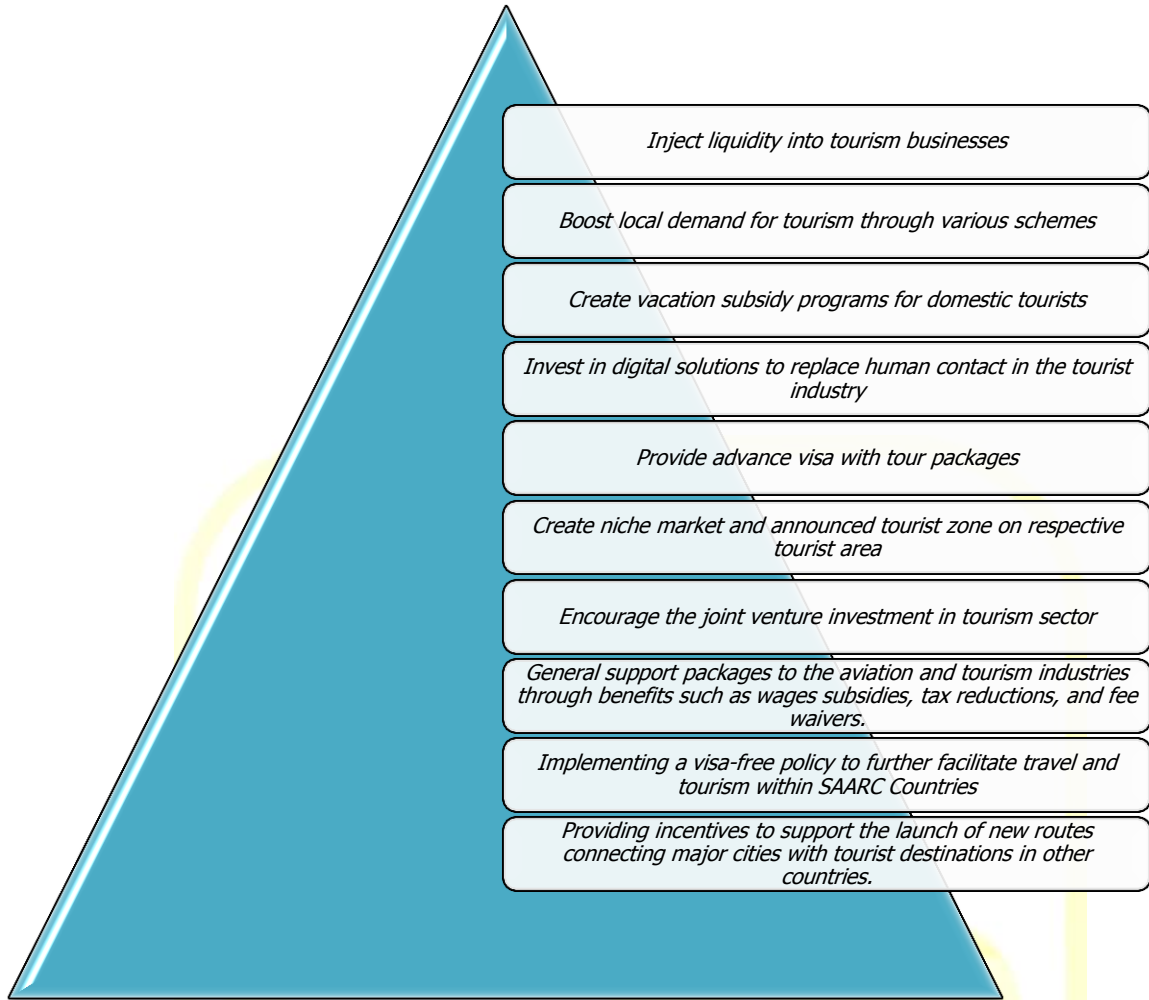 Inject liquidity into tourism businesses
Boost local demand for tourism through various schemes
Create vacation subsidy programs for domestic tourists
Invest in digital solutions to replace human contact in the tourist
industry
Provide advance visa with tour packages
Create niche market and announced tourist zone on respective
tourist area
Encourage the joint venture investment in tourism sector
General support packages to the aviation and tourism industries
through benefits such as wages subsidies, tax reductions, and fee
waivers.
Implementing a visa-free policy to further facilitate travel and
tourism within SAARC Countries
Providing incentives to support the launch of new routes
connecting major cities with tourist destinations in other
countries.